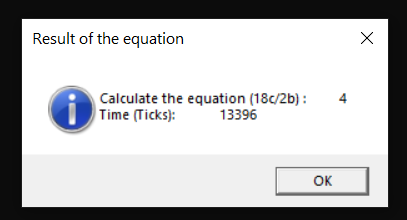 Result of the equation
Calculate the equation (18c/2b) : 4
Time (Ticks): 13396
OK